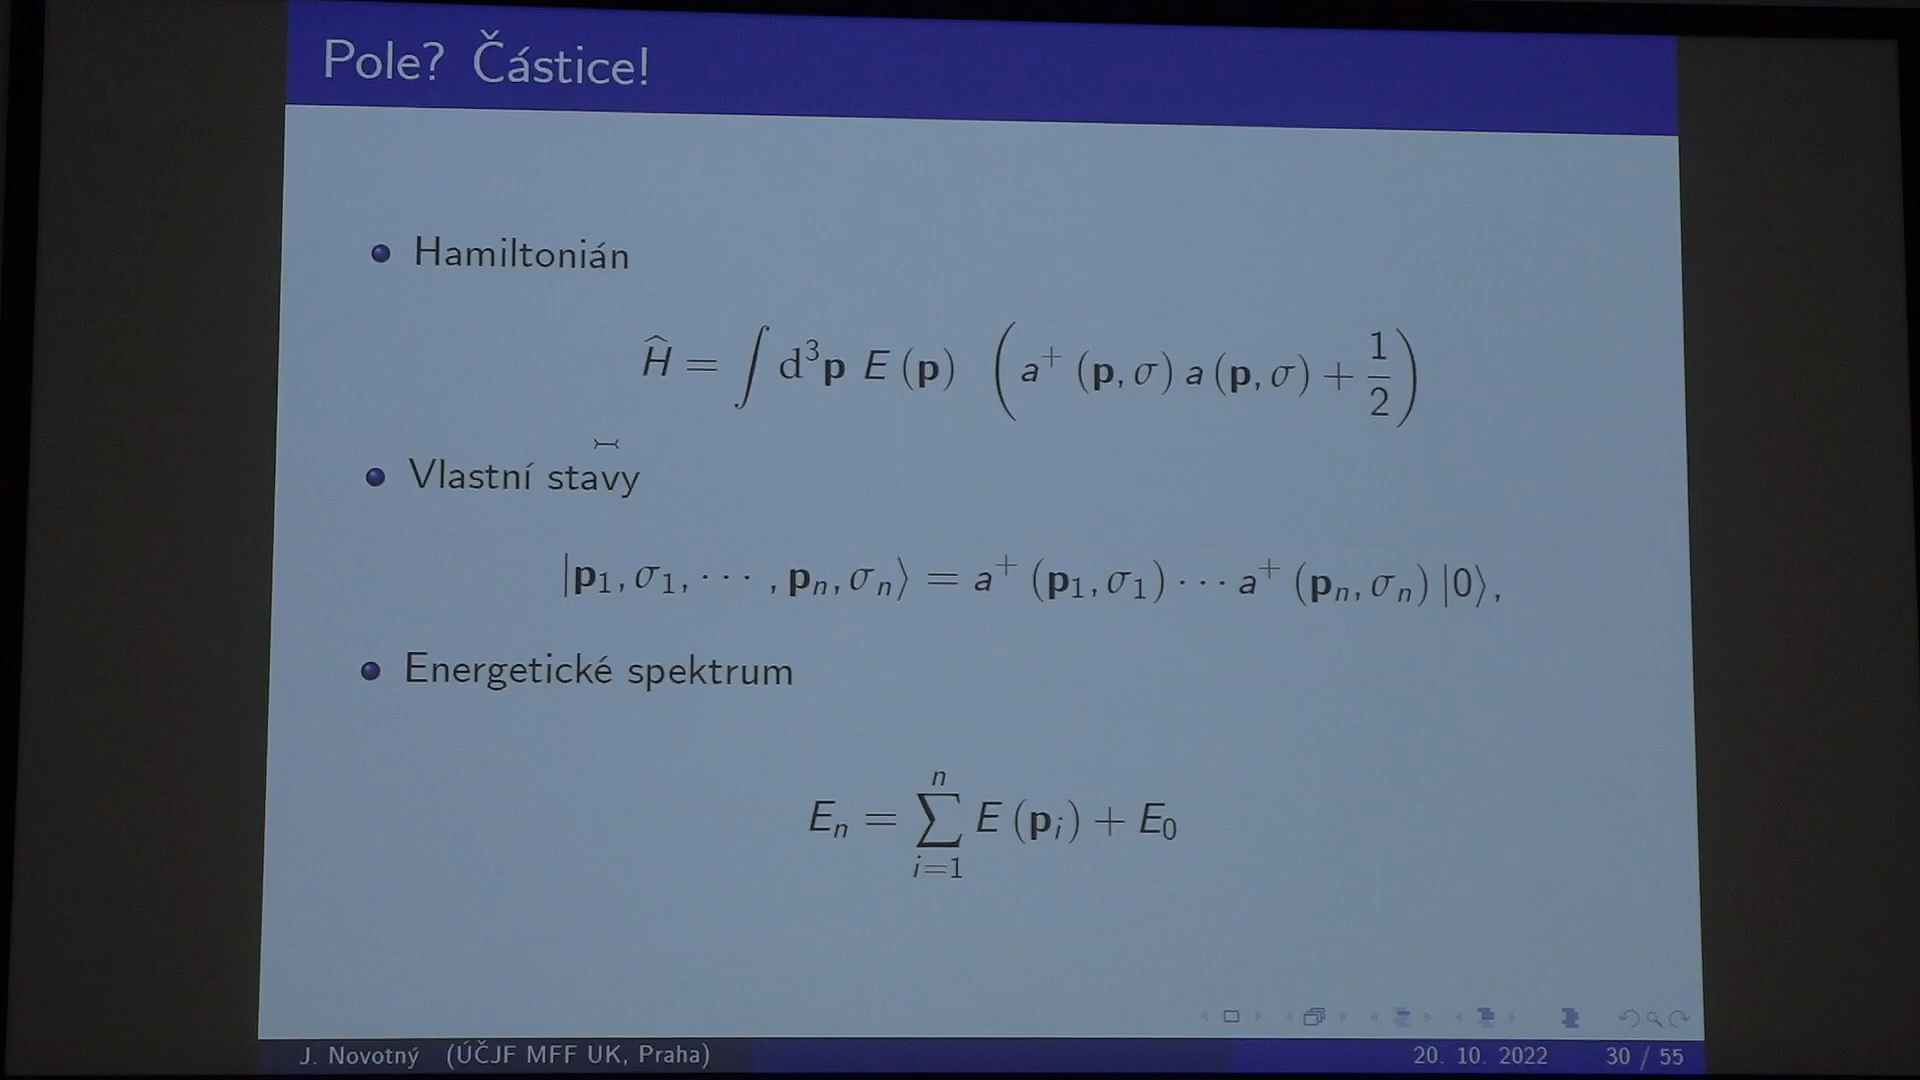 Pole? Částice!
Hamiltonián
Ĥ = ∫ d³p E (p) ( a⁺ (p, σ) a (p, σ) + 1/2 )
Vlastní stavy
|p₁, σ₁, ··· , pₙ, σₙ⟩ = a⁺ (p₁, σ₁) ··· a⁺ (pₙ, σₙ) |0⟩,
Energetické spektrum
Eₙ = ∑ᵢ₌₁ⁿ E (pᵢ) + E₀
J. Novotný (ÚČJF MFF UK, Praha) 20. 10. 2022 30 / 55